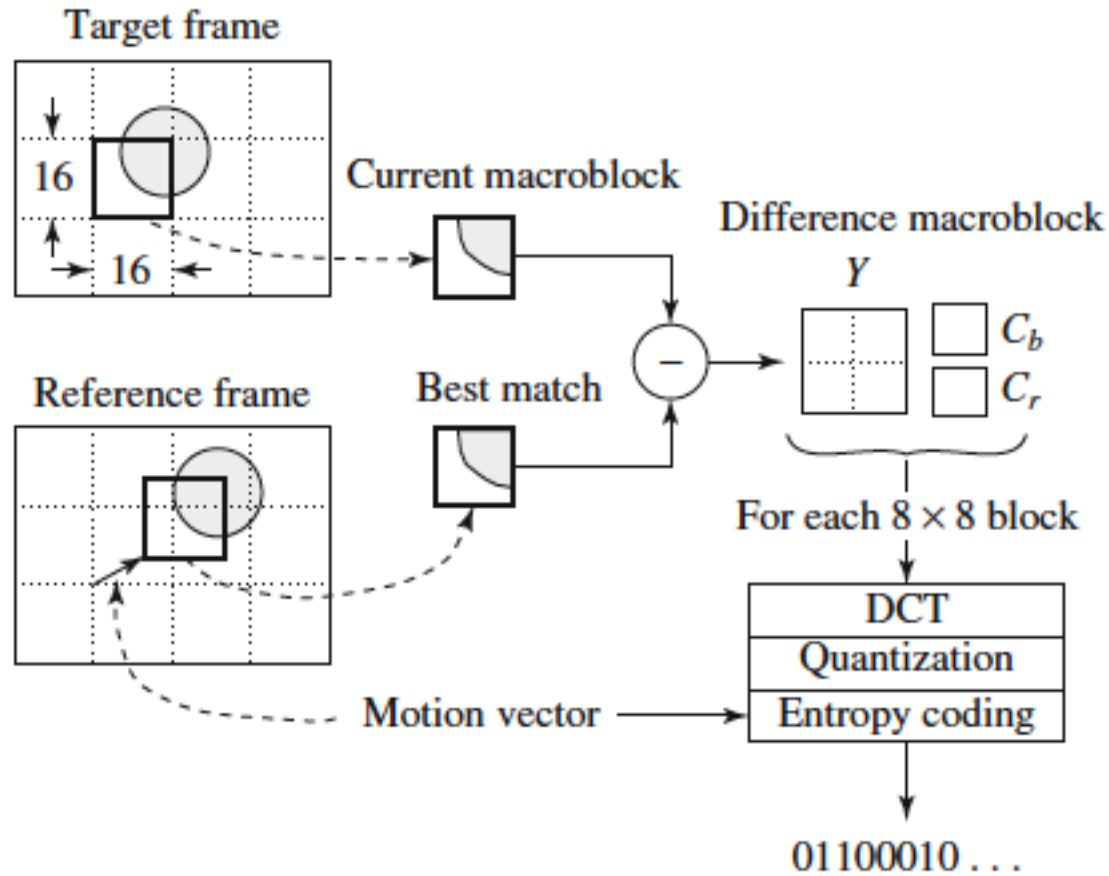 Target frame
16
16
Current macroblock
Difference macroblock
Y
C_b
C_r
−
Reference frame
Best match
For each 8 × 8 block
DCT
Quantization
Motion vector
Entropy coding
01100010 . . .